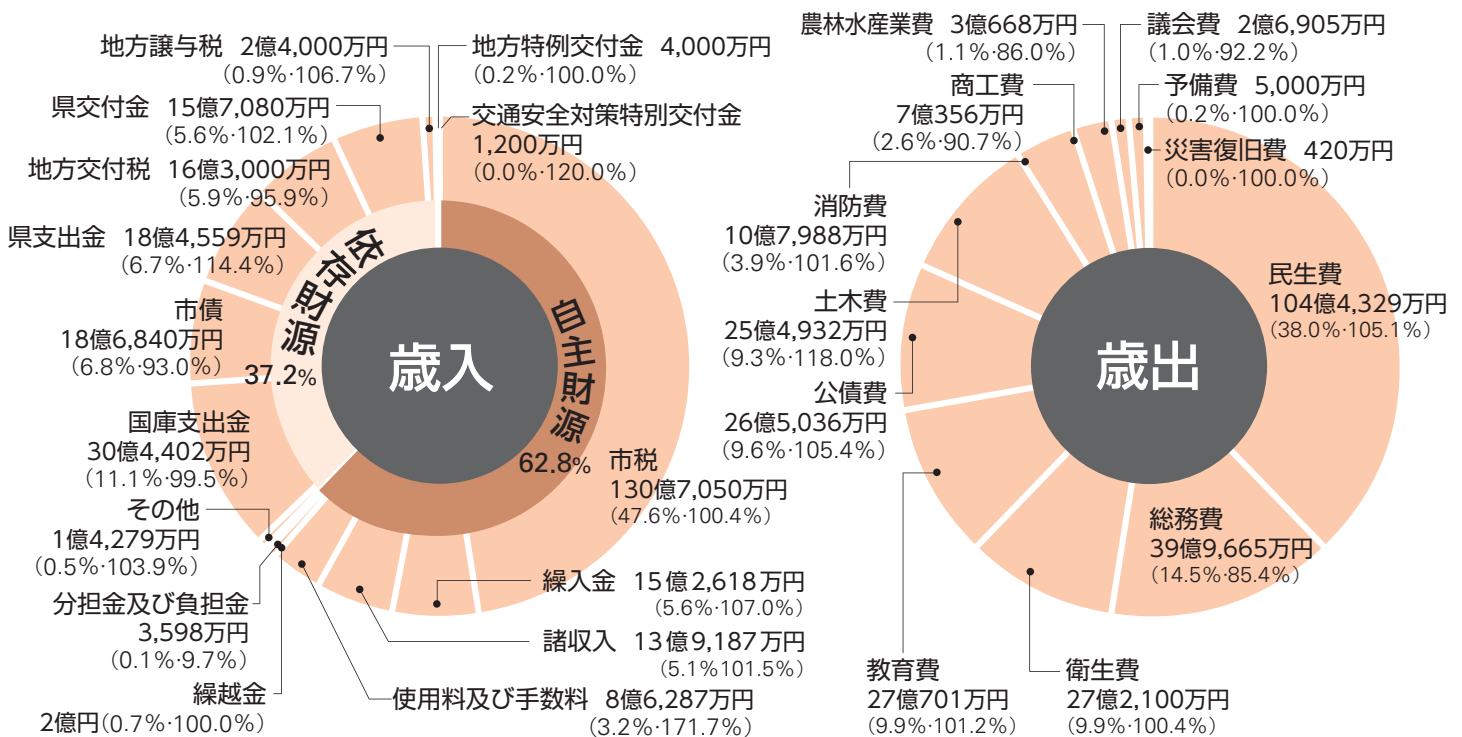 地方譲与税 2億4,000万円
(0.9%·106.7%)
県交付金 15億7,080万円
(5.6%·102.1%)
地方交付税 16億3,000万円
(5.9%·95.9%)
県支出金 18億4,559万円
(6.7%·114.4%)
市債
18億6,840万円
(6.8%·93.0%)
国庫支出金
30億4,402万円
(11.1%·99.5%)
その他
1億4,279万円
(0.5%·103.9%)
分担金及び負担金
3,598万円
(0.1%·9.7%)
繰越金
2億円(0.7%·100.0%)
地方特例交付金 4,000万円
(0.2%·100.0%)
交通安全対策特別交付金
1,200万円
(0.0%·120.0%)
依存財源
37.2%
歳入
自主財源
62.8%
市税
130億7,050万円
(47.6%·100.4%)
繰入金 15億2,618万円
(5.6%·107.0%)
諸収入 13億9,187万円
(5.1%101.5%)
使用料及び手数料 8億6,287万円
(3.2%·171.7%)
農林水産業費 3億668万円
(1.1%·86.0%)
商工費
7億356万円
(2.6%·90.7%)
消防費
10億7,988万円
(3.9%·101.6%)
土木費
25億4,932万円
(9.3%·118.0%)
公債費
26億5,036万円
(9.6%·105.4%)
教育費
27億701万円
(9.9%·101.2%)
議会費 2億6,905万円
(1.0%·92.2%)
予備費 5,000万円
(0.2%·100.0%)
災害復旧費 420万円
(0.0%·100.0%)
歳出
民生費
104億4,329万円
(38.0%·105.1%)
総務費
39億9,665万円
(14.5%·85.4%)
衛生費
27億2,100万円
(9.9%·100.4%)